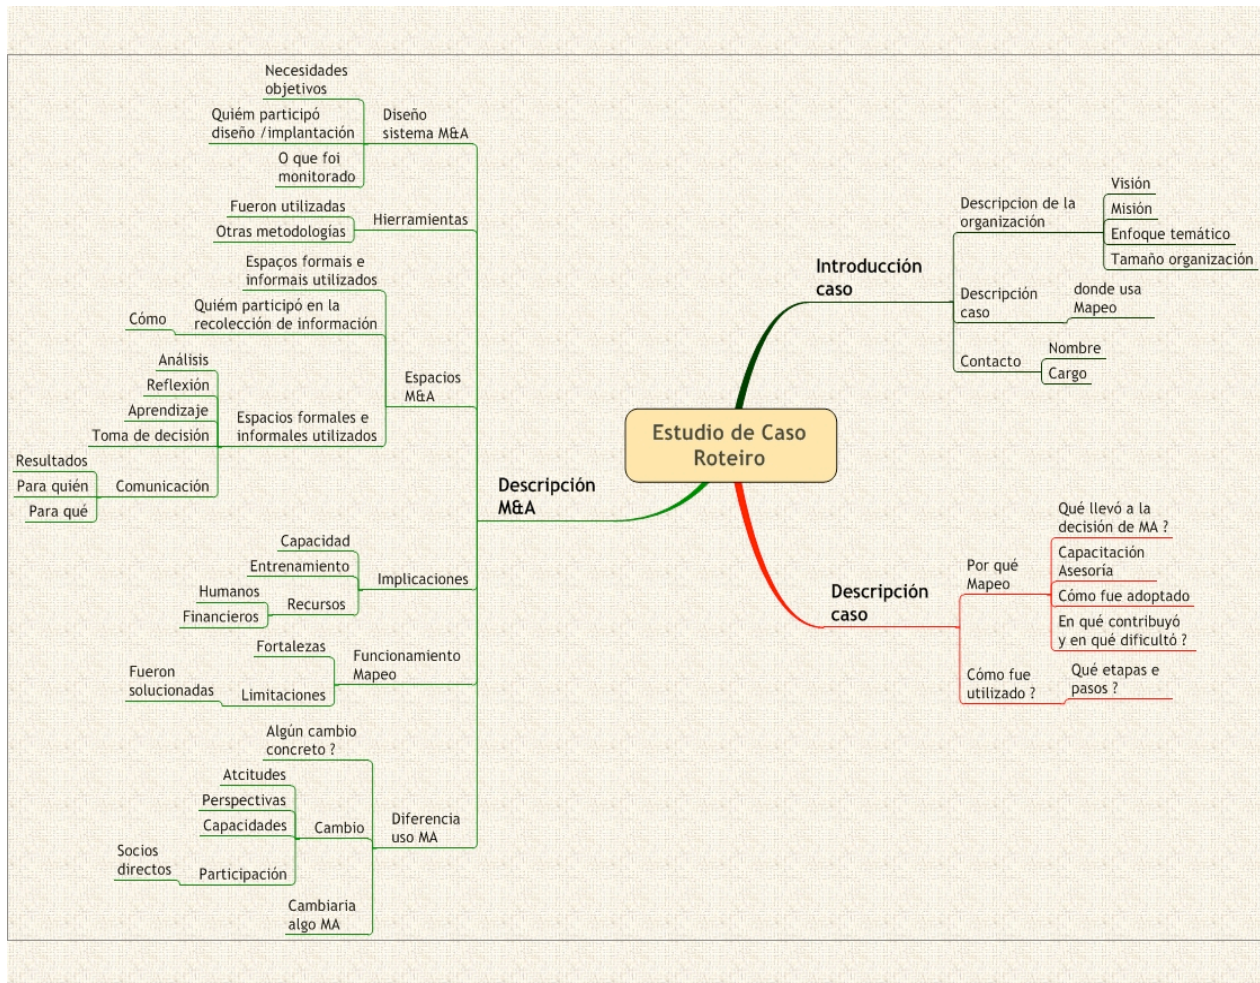 Estudio de Caso
Roteiro
Introducción
caso
Descripcion de la
organización
Visión
Misión
Enfoque temático
Tamaño organización
Descripción
caso
donde usa
Mapeo
Contacto
Nombre
Cargo
Descripción
caso
Por qué
Mapeo
Qué llevó a la
decisión de MA ?
Capacitación
Asesoría
Cómo fue adoptado
En qué contribuyó
y en qué dificultó ?
Cómo fue
utilizado ?
Qué etapas e
pasos ?
Descripción
M&A
Diseño
sistema M&A
Necesidades
objetivos
Quiém participó
diseño /implantación
O que foi
monitorado
Hierramientas
Fueron utilizadas
Otras metodologías
Espacios
M&A
Espaços formais e
informais utilizados
Quiém participó en la
recolección de información
Cómo
Espacios formales e
informales utilizados
Análisis
Reflexión
Aprendizaje
Toma de decisión
Comunicación
Resultados
Para quién
Para qué
Implicaciones
Capacidad
Entrenamiento
Recursos
Humanos
Financieros
Funcionamiento
Mapeo
Fortalezas
Limitaciones
Fueron
solucionadas
Diferencia
uso MA
Algún cambio
concreto ?
Cambio
Atcitudes
Perspectivas
Capacidades
Participación
Socios
directos
Cambiaria
algo MA